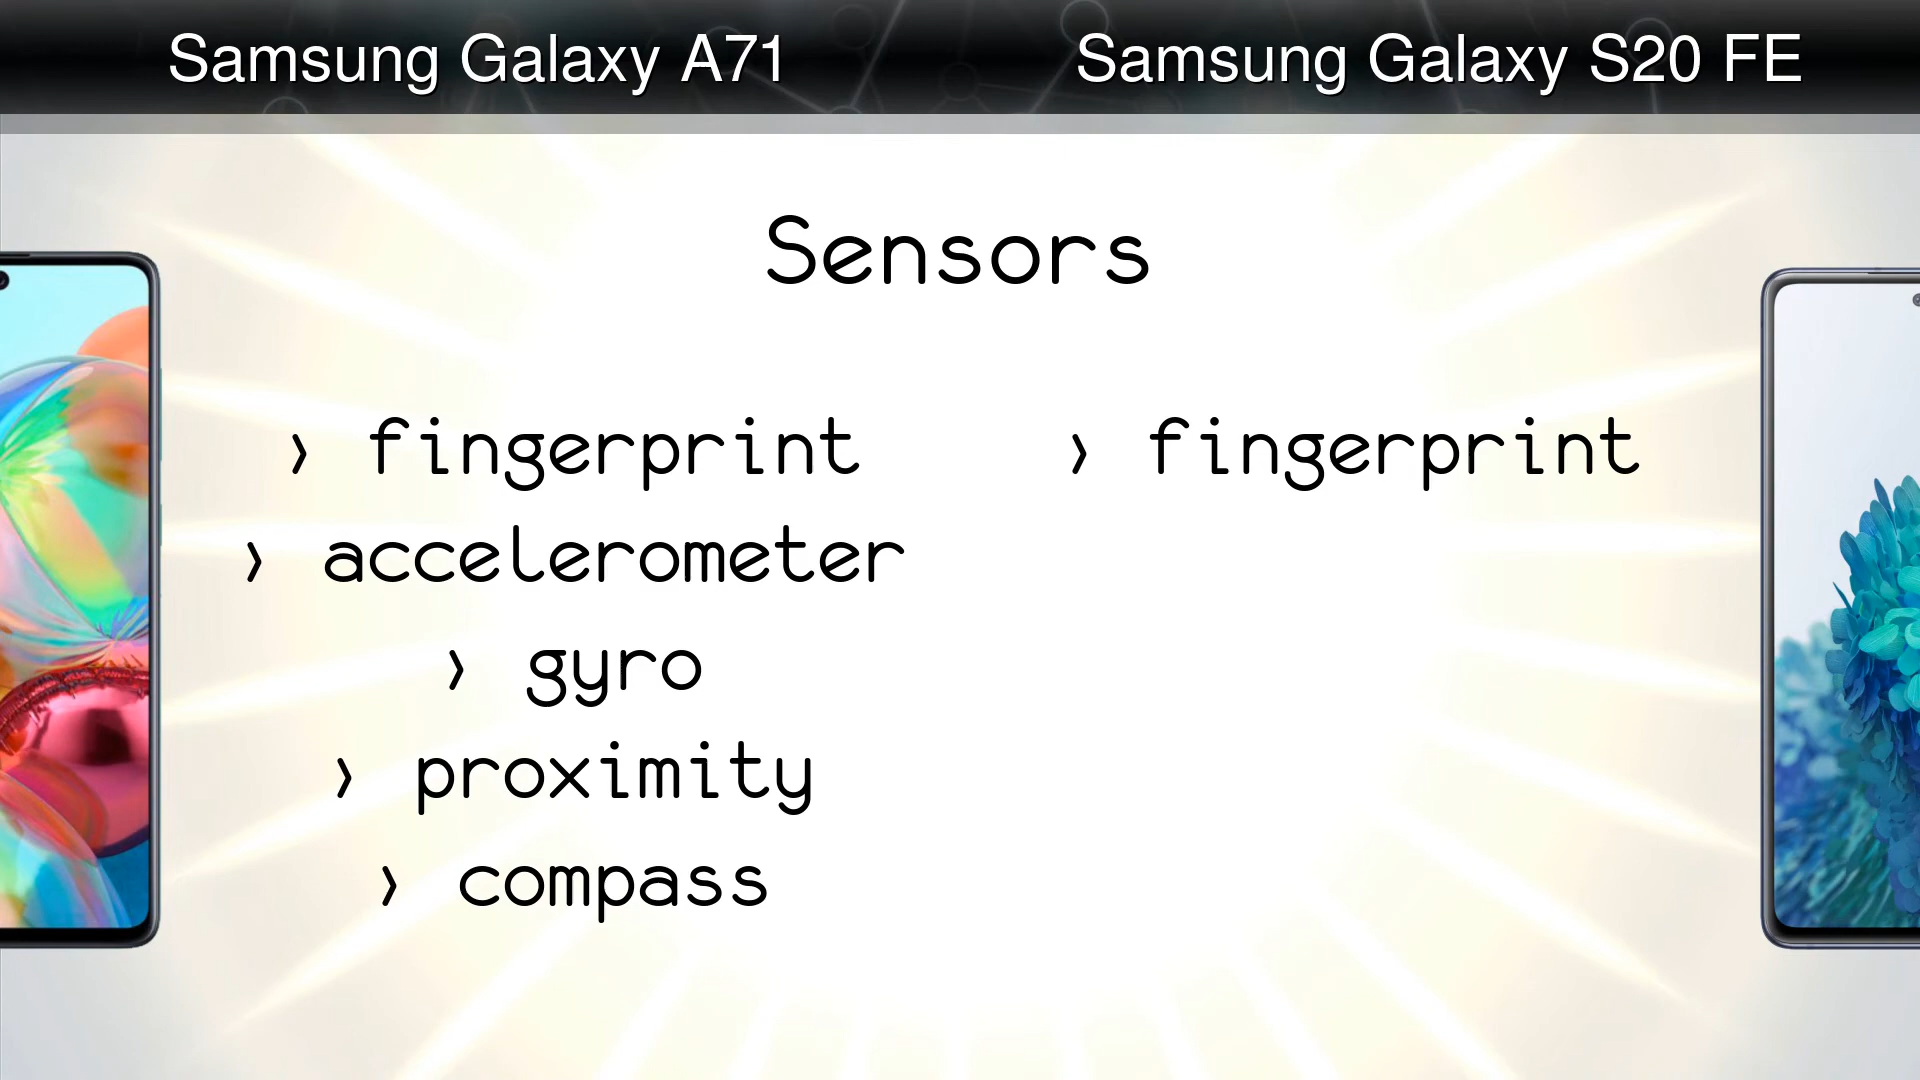 Samsung Galaxy A71
Samsung Galaxy S20 FE
Sensors
› fingerprint
› accelerometer
› gyro
› proximity
› compass
› fingerprint